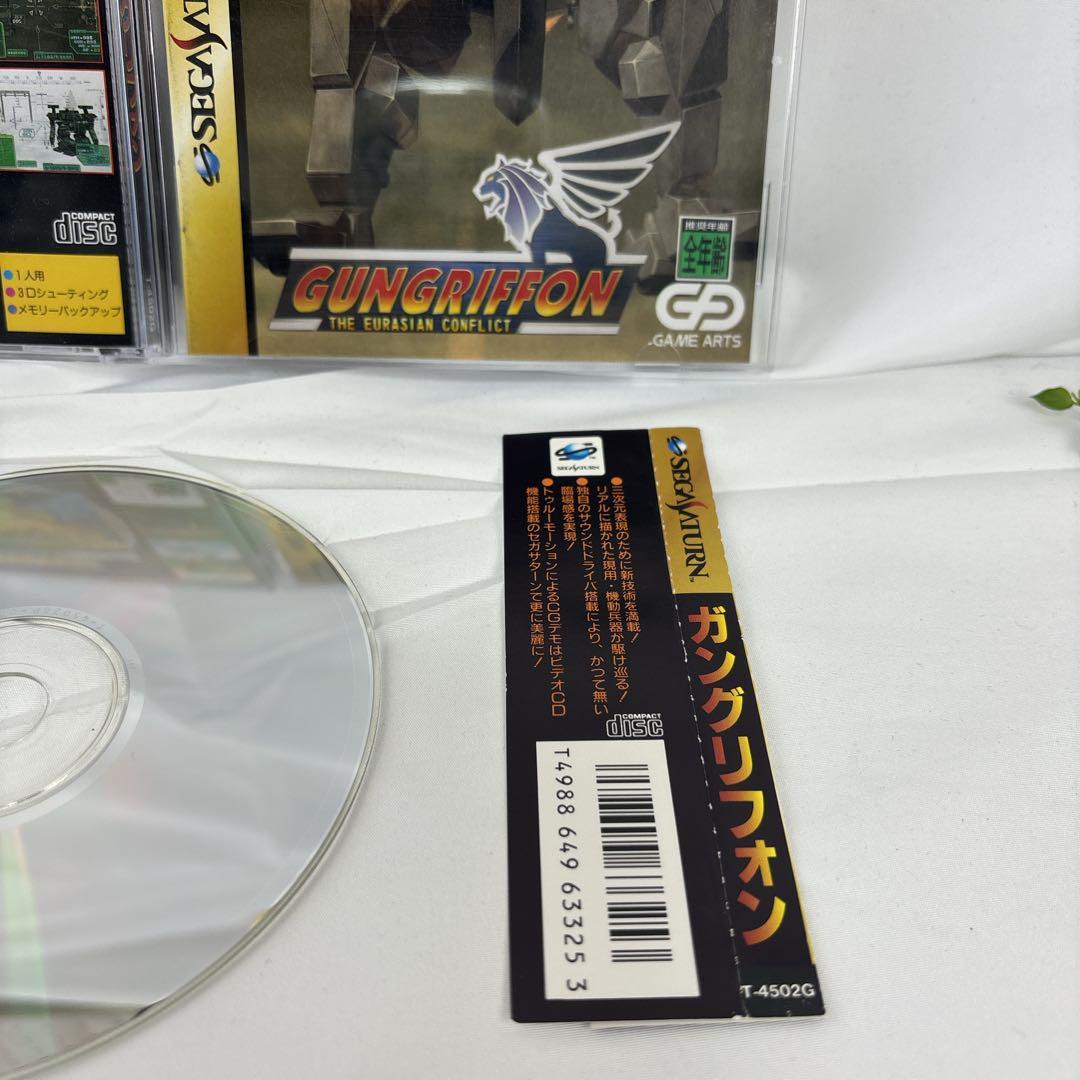 COMPACT
disc
1人用
3Dシューティング
メモリーバックアップ
T-4502G
SEGA SATURN
GUNGRIFFON
THE EURASIAN CONFLICT
推奨年齢
全年齢
GAME ARTS
SEGA SATURN
三次元表現のために新技術を満載!
リアルに描かれた現用・機動兵器が駆け巡る!
独自のサウンドドライバ搭載により、かつて無い
臨場感を実現!
トゥルーモーションによるCGデモはビデオCD
機能搭載のセガサターンで更に美麗に!
COMPACT
disc
T4988 649 63325 3
SEGA SATURN
ガングリフォン
T-4502G